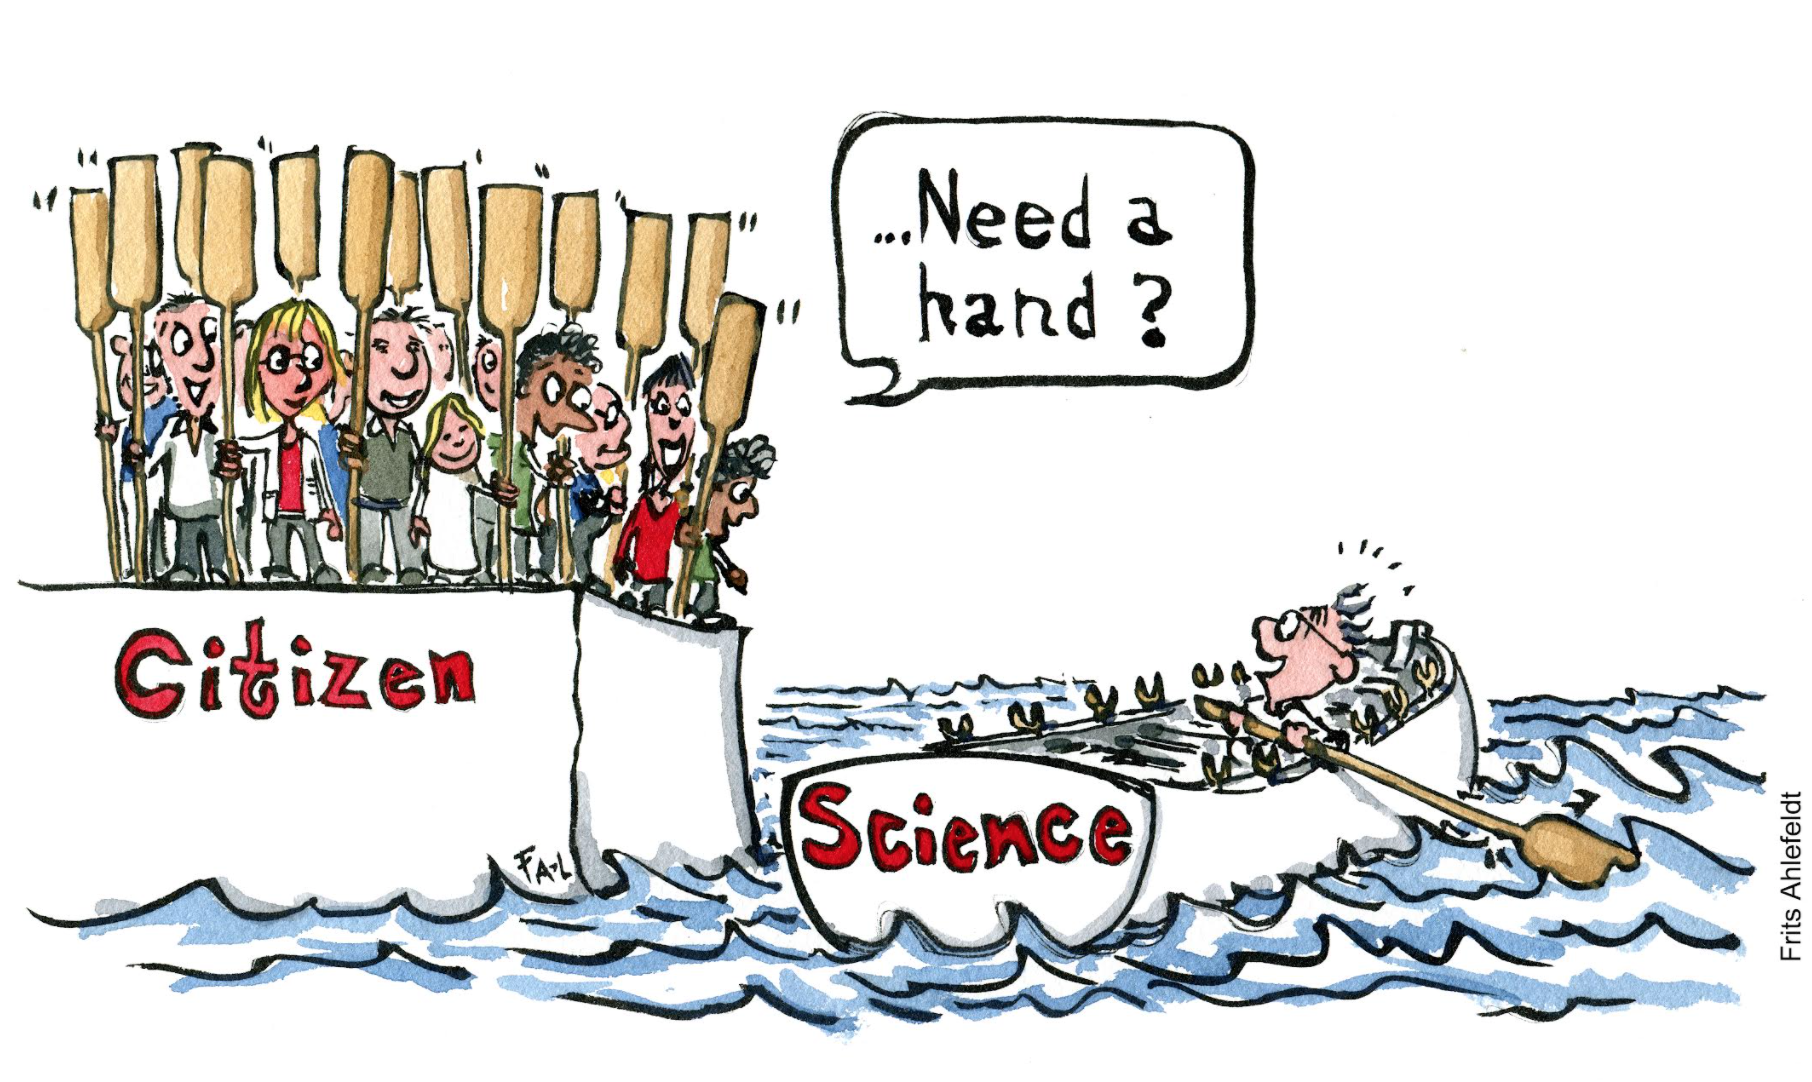 ...Need a
hand ?
Citizen
FA-L
Science
Frits Ahlefeldt